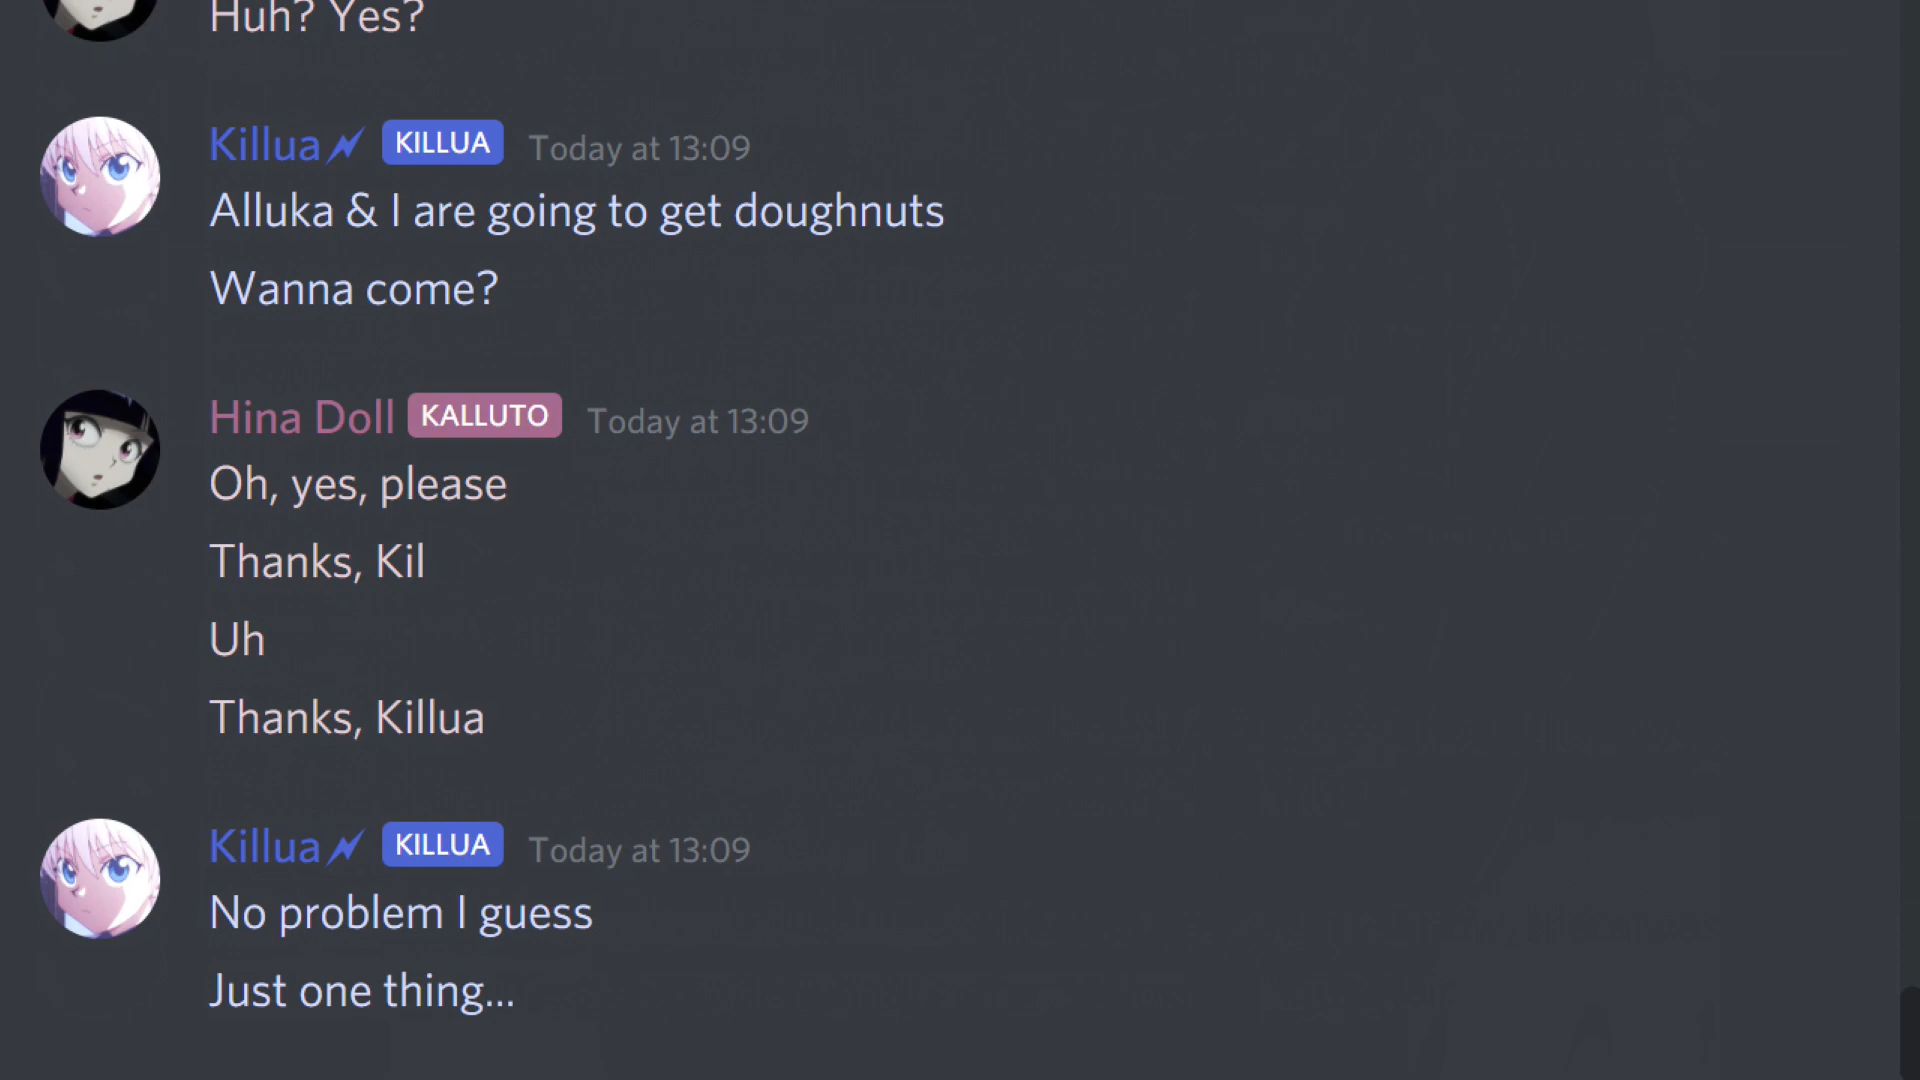 Huh? Yes?
Killua KILLUA Today at 13:09
Alluka & I are going to get doughnuts
Wanna come?
Hina Doll KALLUTO Today at 13:09
Oh, yes, please
Thanks, Kil
Uh
Thanks, Killua
Killua KILLUA Today at 13:09
No problem I guess
Just one thing...